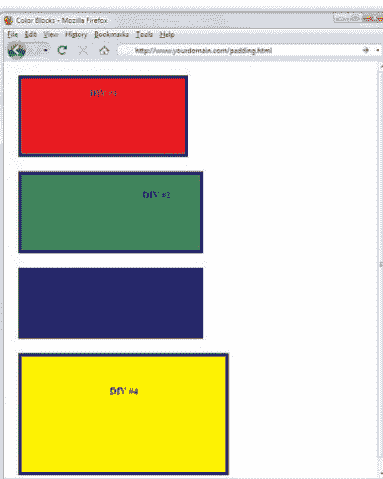 Color Blocks - Mozilla Firefox
File Edit View History Bookmarks Tools Help
http://www.yourdomain.com/padding.html
DIV
DIV #2
DIV #4